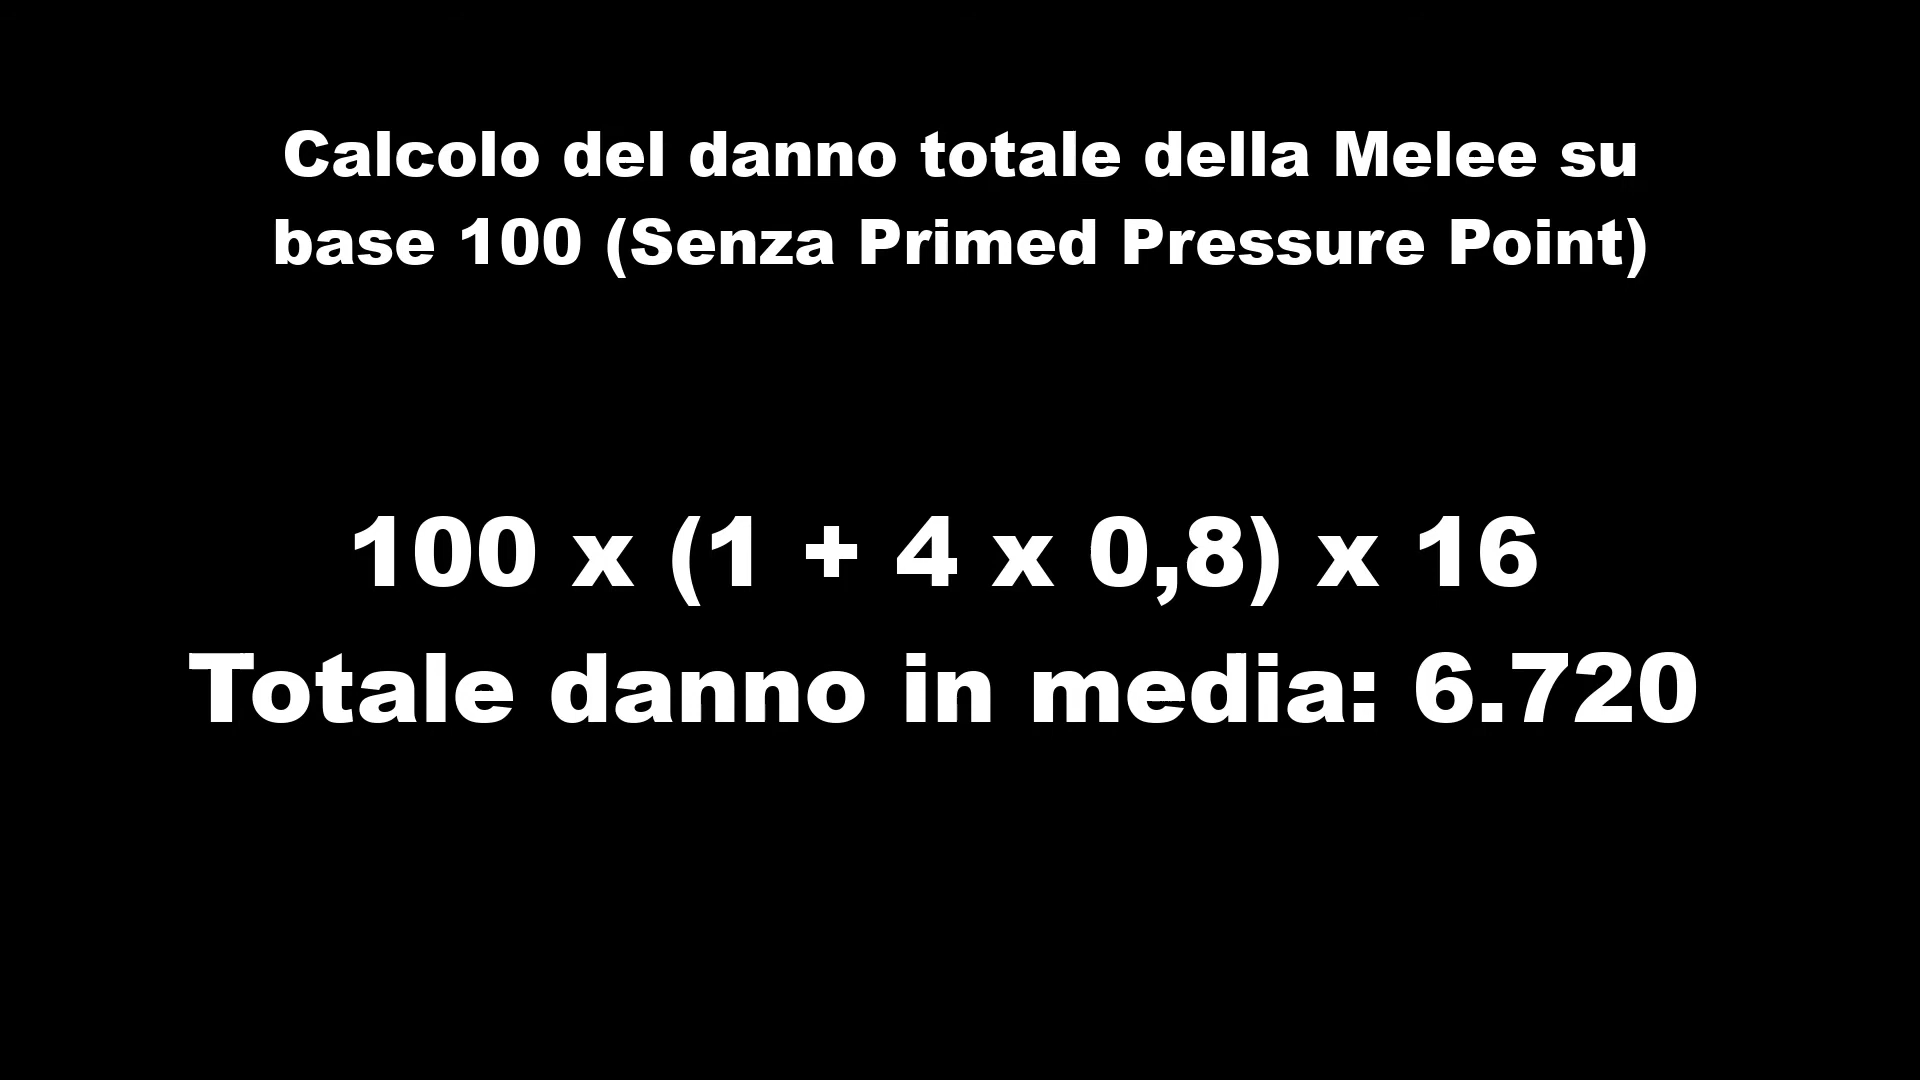 Calcolo del danno totale della Melee su
base 100 (Senza Primed Pressure Point)
100 x (1 + 4 x 0,8) x 16
Totale danno in media: 6.720